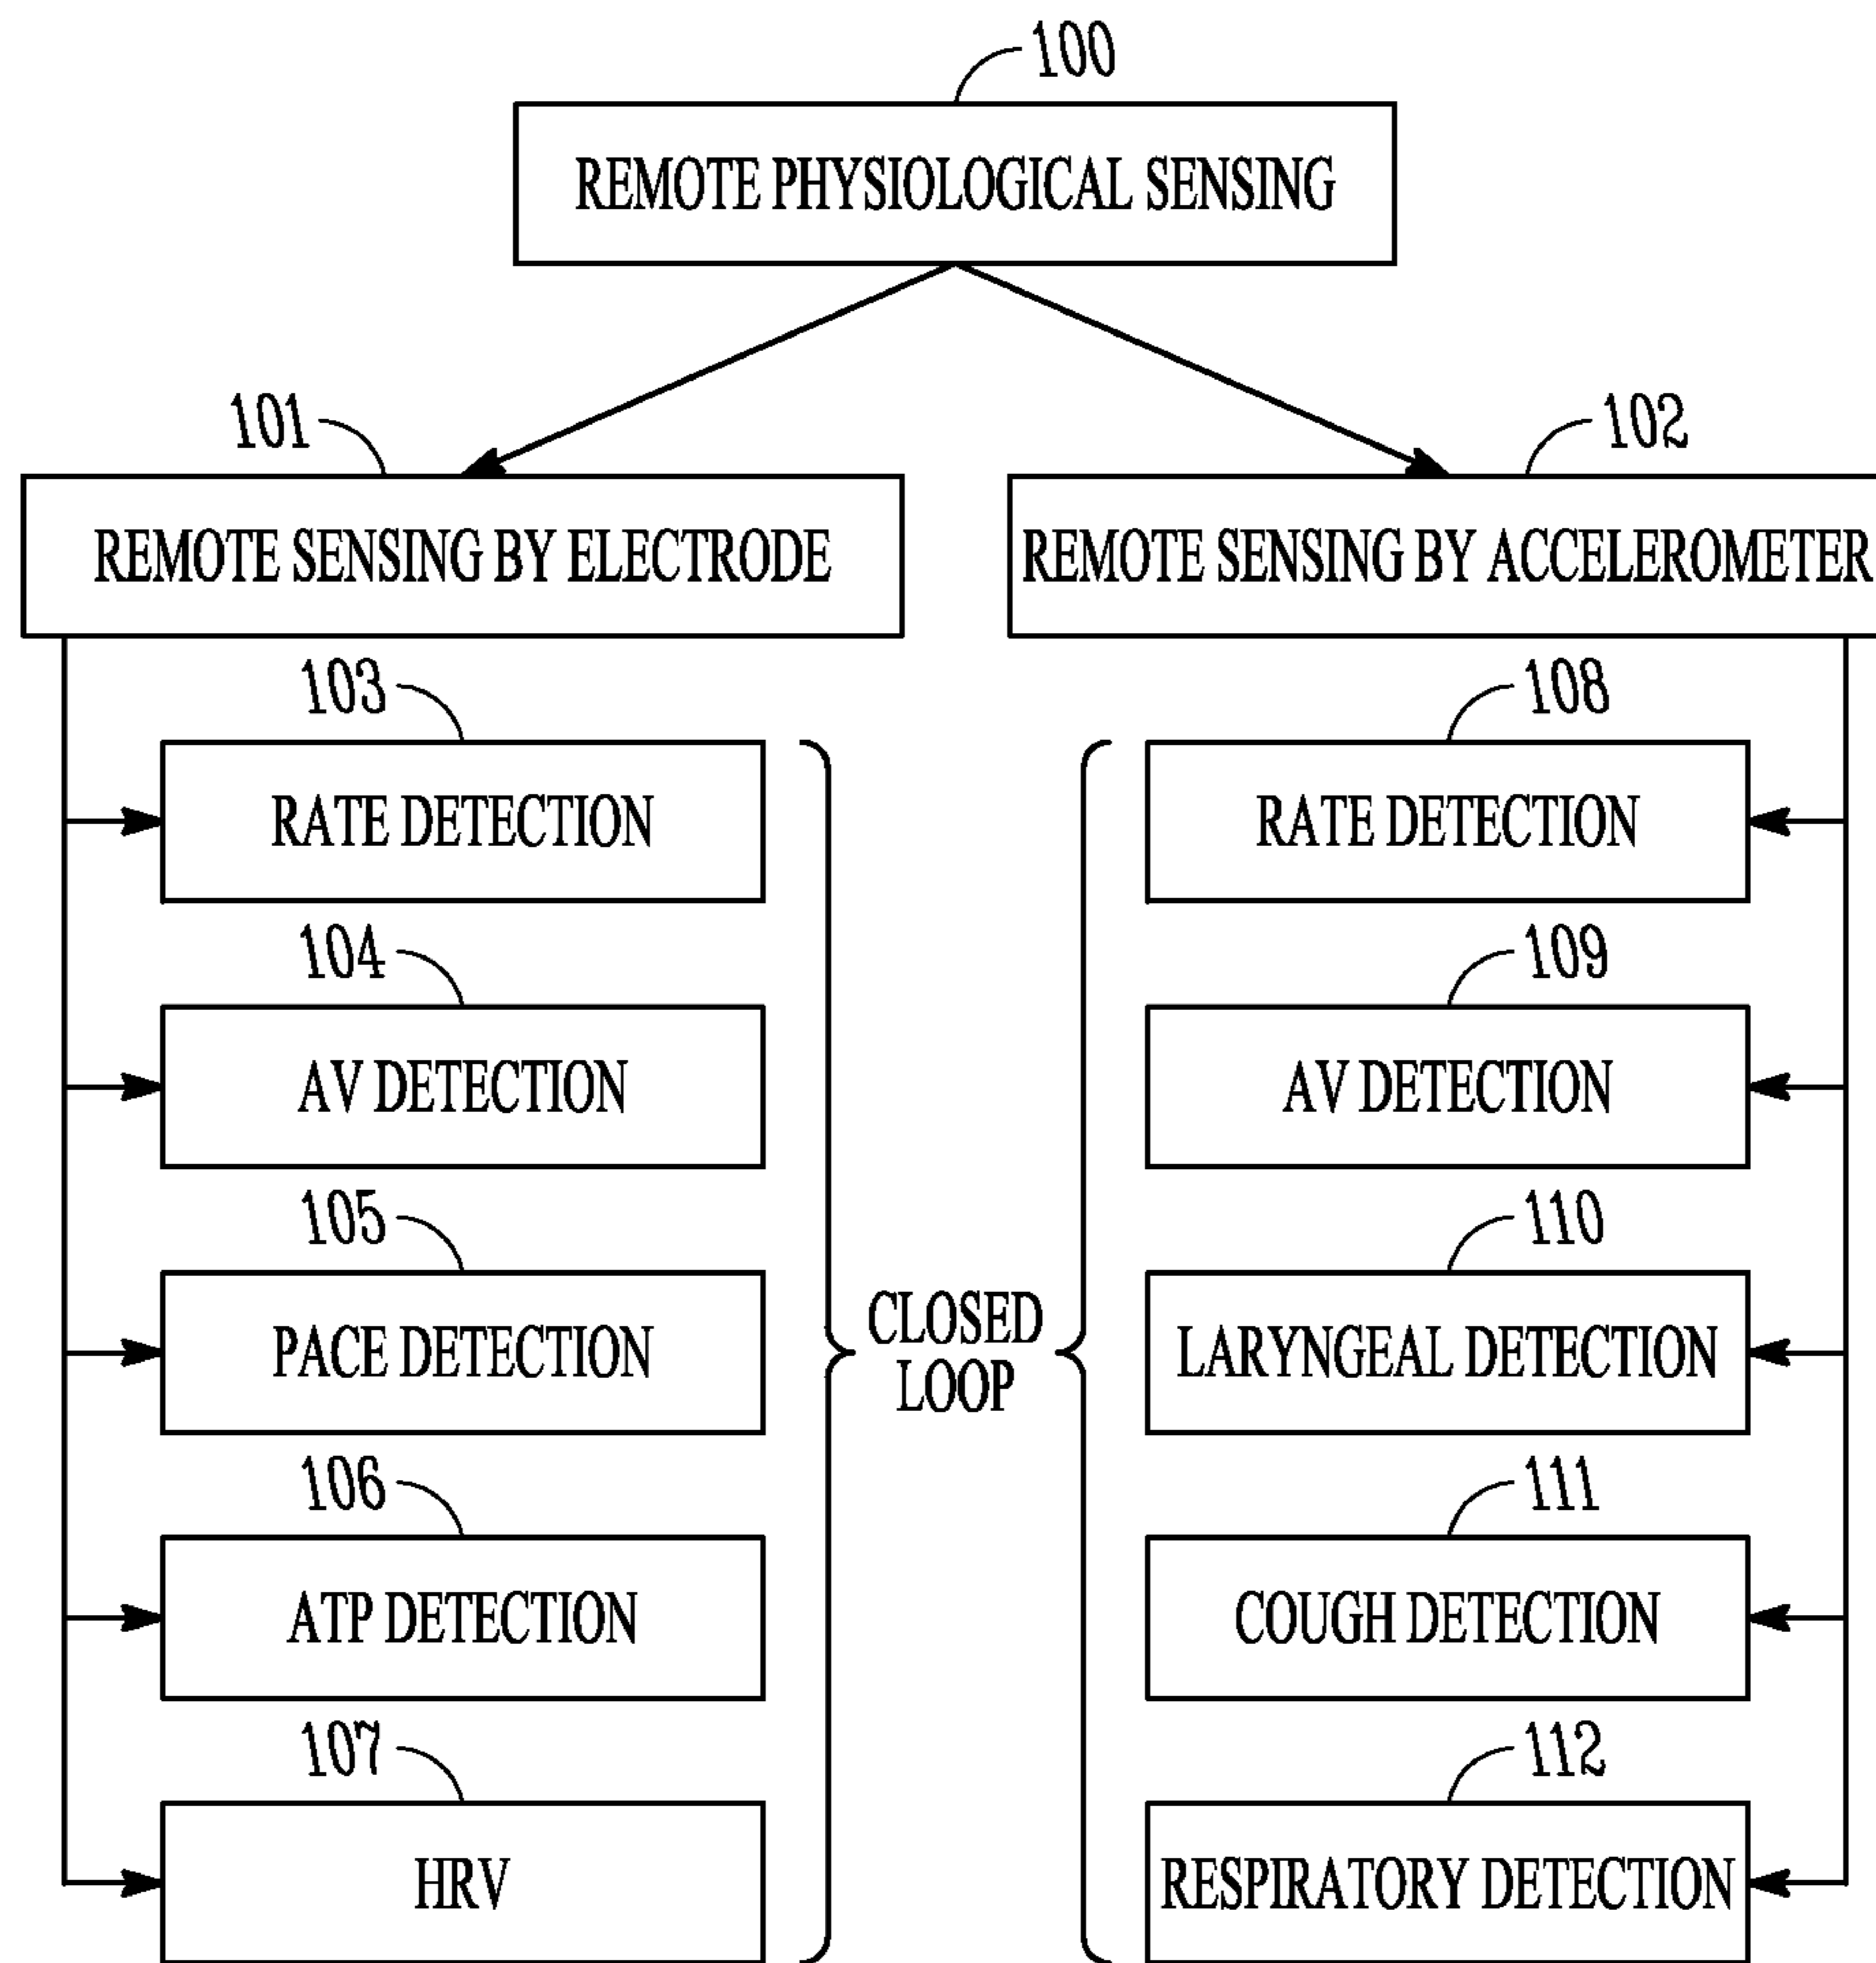 100
REMOTE PHYSIOLOGICAL SENSING
101
REMOTE SENSING BY ELECTRODE
102
REMOTE SENSING BY ACCELEROMETER
103
RATE DETECTION
104
AV DETECTION
105
PACE DETECTION
106
ATP DETECTION
107
HRV
CLOSED
LOOP
108
RATE DETECTION
109
AV DETECTION
110
LARYNGEAL DETECTION
111
COUGH DETECTION
112
RESPIRATORY DETECTION